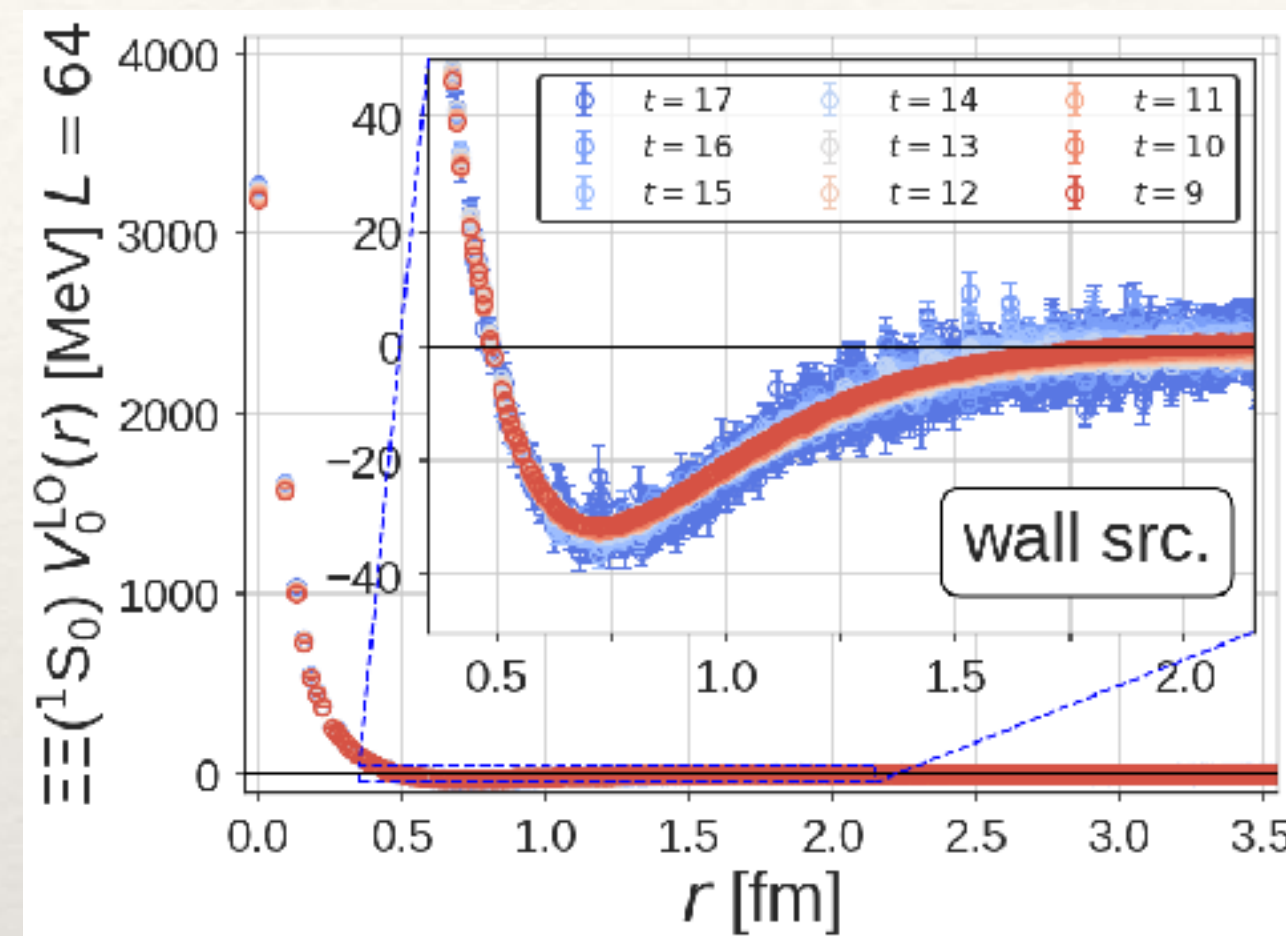 ΞΞ(¹S₀) V₀ᴸᴼ(r) [MeV] L = 64
4000
3000
2000
1000
0
40
20
0
−20
−40
t = 17
t = 14
t = 11
t = 16
t = 13
t = 10
t = 15
t = 12
t = 9
wall src.
0.5 1.0 1.5 2.0
0.0 0.5 1.0 1.5 2.0 2.5 3.0 3.5
r [fm]